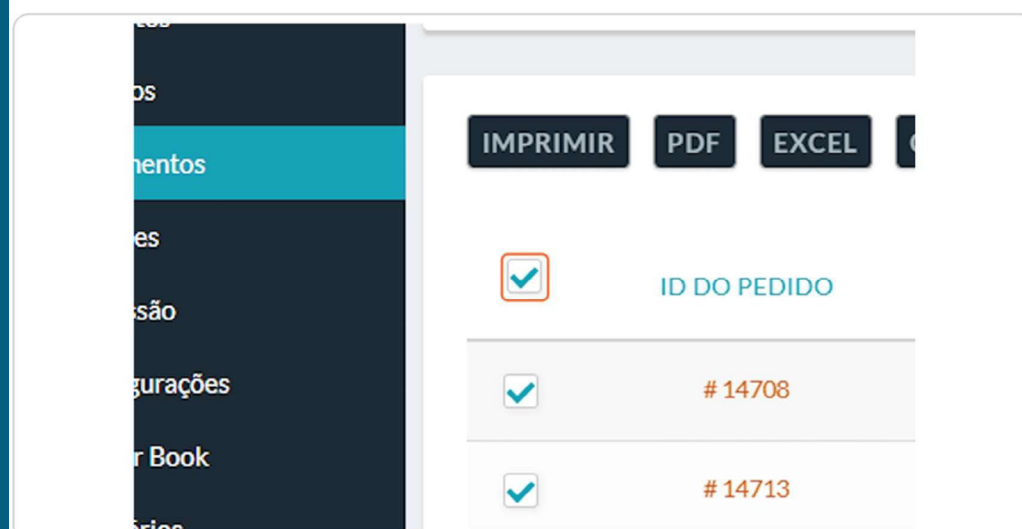 os
mentos
es
ssão
gurações
r Book
IMPRIMIR PDF EXCEL
ID DO PEDIDO
# 14708
# 14713